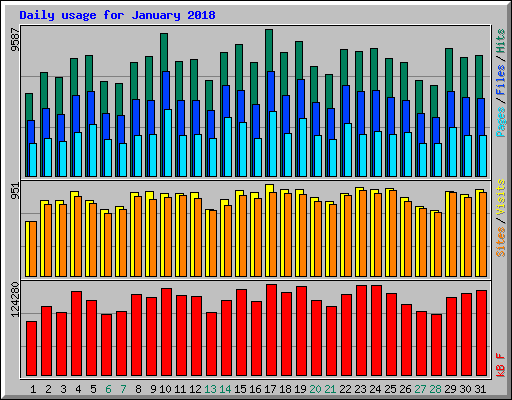 Daily usage for January 2018
9587
Pages / Files / Hits
951
Sites / Visits
124280
kB F
1 2 3 4 5 6 7 8 9 10 11 12 13 14 15 16 17 18 19 20 21 22 23 24 25 26 27 28 29 30 31